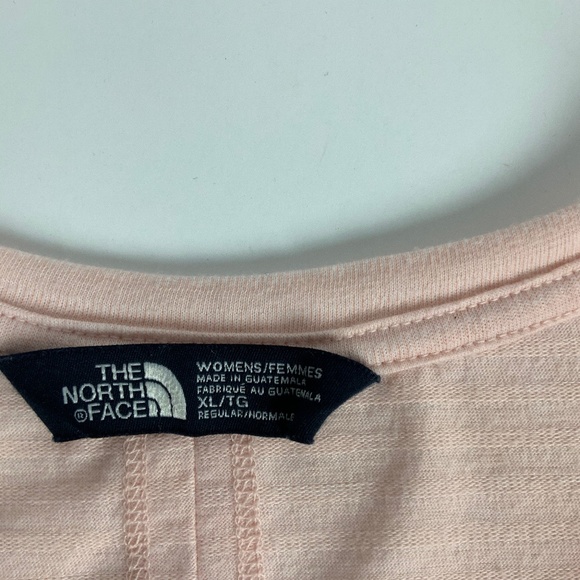 THE
NORTH
®FACE
WOMENS/FEMMES
MADE IN GUATEMALA
FABRIQUÉ AU GUATEMALA
XL/TG
REGULAR/NORMALE